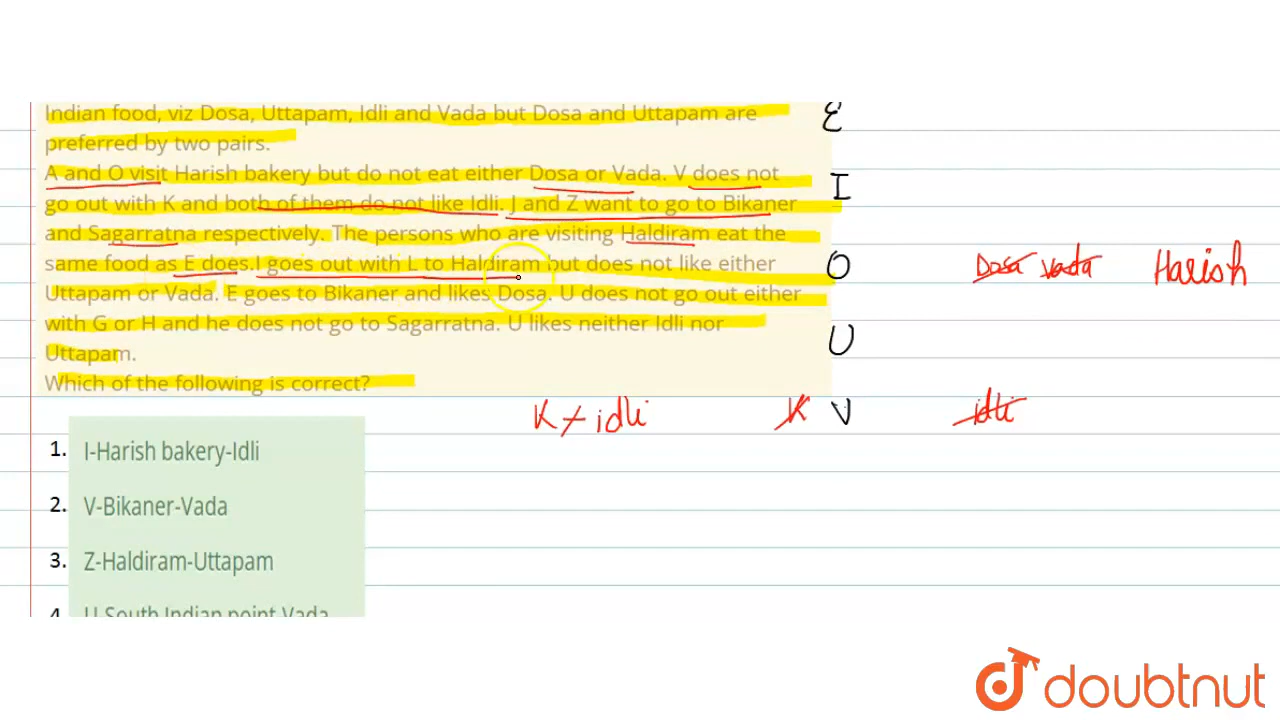 Indian food, viz Dosa, Uttapam, Idli and Vada but Dosa and Uttapam are
preferred by two pairs.
A and O visit Harish bakery but do not eat either Dosa or Vada. V does not
go out with K and both of them do not like Idli. J and Z want to go to Bikaner
and Sagarratna respectively. The persons who are visiting Haldiram eat the
same food as E does.I goes out with L to Haldiram but does not like either
Uttapam or Vada. E goes to Bikaner and likes Dosa. U does not go out either
with G or H and he does not go to Sagarratna. U likes neither Idli nor
Uttapam.
Which of the following is correct?
E
I
O Dosa Vada Harish
U
K idli K V idli
1. I-Harish bakery-Idli
2. V-Bikaner-Vada
3. Z-Haldiram-Uttapam
4. U-South Indian point-Vada
doubtnut